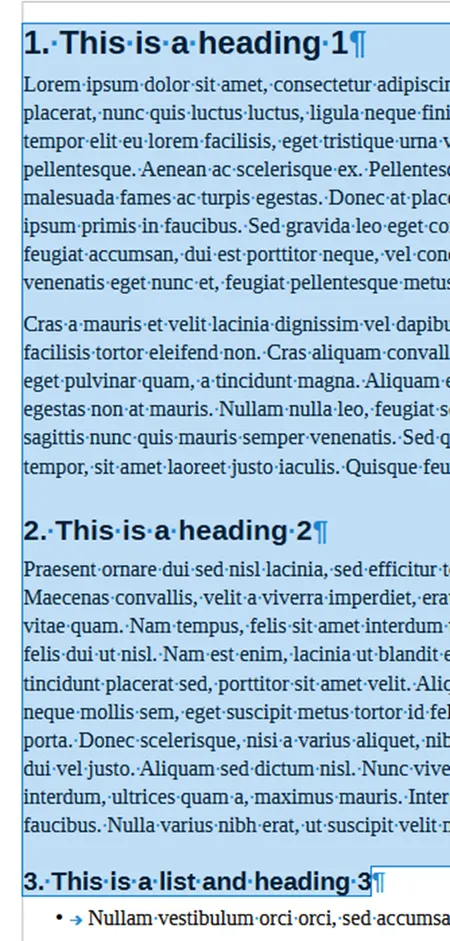 1. This is a heading 1¶
Lorem ipsum dolor sit amet, consectetur adipiscin
placerat, nunc quis luctus luctus, ligula neque fini
tempor elit eu lorem facilisis, eget tristique urna v
pellentesque. Aenean ac scelerisque ex. Pellentesc
malesuada fames ac turpis egestas. Donec at place
ipsum primis in faucibus. Sed gravida leo eget co
feugiat accumsan, dui est porttitor neque, vel con
venenatis eget nunc et, feugiat pellentesque metus
Cras a mauris et velit lacinia dignissim vel dapibu
facilisis tortor eleifend non. Cras aliquam convall
eget pulvinar quam, a tincidunt magna. Aliquam e
egestas non at mauris. Nullam nulla leo, feugiat s
sagittis nunc quis mauris semper venenatis. Sed q
tempor, sit amet laoreet justo iaculis. Quisque feu
2. This is a heading 2¶
Praesent ornare dui sed nisl lacinia, sed efficitur t
Maecenas convallis, velit a viverra imperdiet, era
vitae quam. Nam tempus, felis sit amet interdum
felis dui ut nisl. Nam est enim, lacinia ut blandit e
tincidunt placerat sed, porttitor sit amet velit. Aliq
neque mollis sem, eget suscipit metus tortor id fel
porta. Donec scelerisque, nisi a varius aliquet, nib
dui vel justo. Aliquam sed dictum nisl. Nunc vive
interdum, ultrices quam a, maximus mauris. Inter
faucibus. Nulla varius nibh erat, ut suscipit velit
3. This is a list and heading 3¶
• → Nullam vestibulum orci orci, sed accumsa